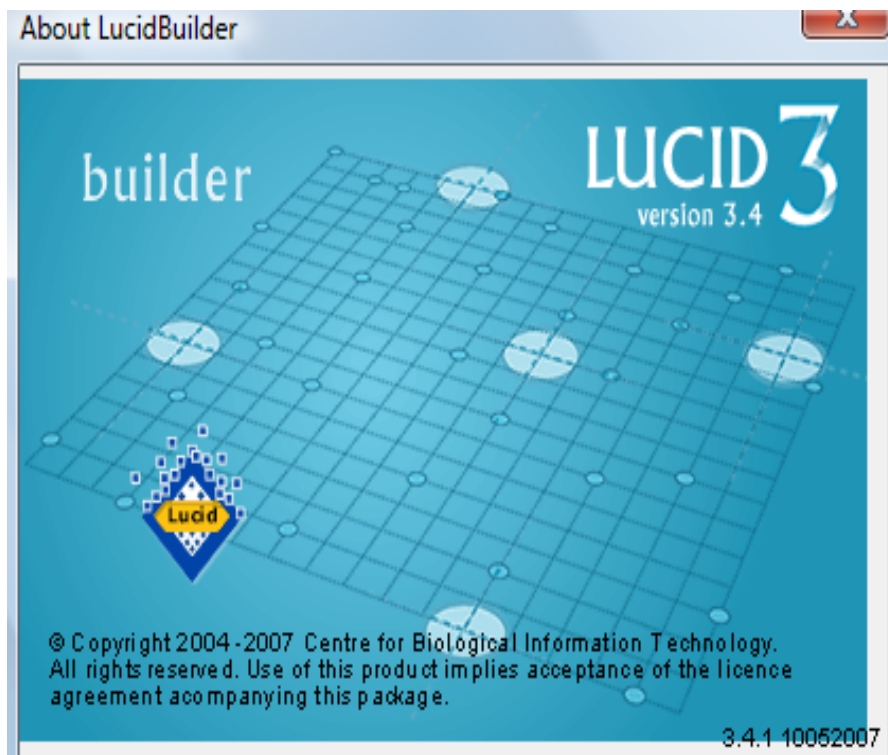 About LucidBuilder
X
builder
LUCID 3
version 3.4
Lucid
© Copyright 2004-2007 Centre for Biological Information Technology.
All rights reserved. Use of this product implies acceptance of the licence
agreement acompanying this package.
3.4.1 10052007